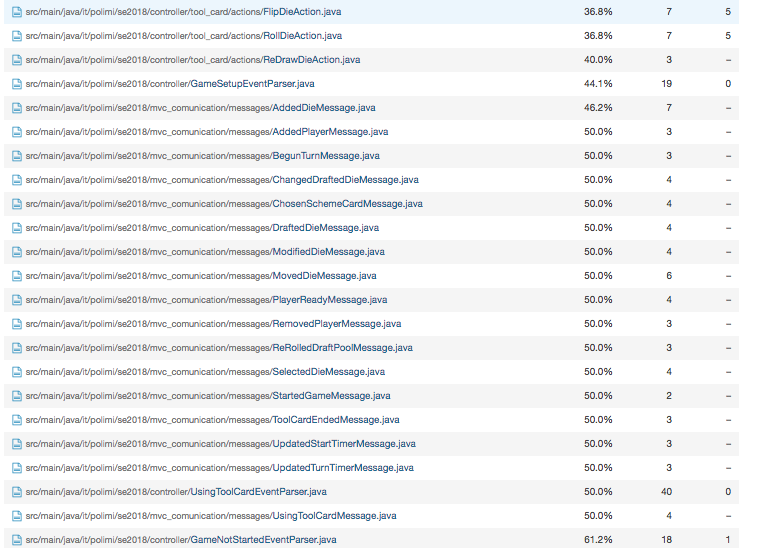 src/main/java/it/polimi/se2018/controller/tool_card/actions/FlipDieAction.java 36.8% 7 5
src/main/java/it/polimi/se2018/controller/tool_card/actions/RollDieAction.java 36.8% 7 5
src/main/java/it/polimi/se2018/controller/tool_card/actions/ReDrawDieAction.java 40.0% 3 –
src/main/java/it/polimi/se2018/controller/GameSetupEventParser.java 44.1% 19 0
src/main/java/it/polimi/se2018/mvc_comunication/messages/AddedDieMessage.java 46.2% 7 –
src/main/java/it/polimi/se2018/mvc_comunication/messages/AddedPlayerMessage.java 50.0% 3 –
src/main/java/it/polimi/se2018/mvc_comunication/messages/BegunTurnMessage.java 50.0% 3 –
src/main/java/it/polimi/se2018/mvc_comunication/messages/ChangedDraftedDieMessage.java 50.0% 4 –
src/main/java/it/polimi/se2018/mvc_comunication/messages/ChosenSchemeCardMessage.java 50.0% 4 –
src/main/java/it/polimi/se2018/mvc_comunication/messages/DraftedDieMessage.java 50.0% 4 –
src/main/java/it/polimi/se2018/mvc_comunication/messages/ModifiedDieMessage.java 50.0% 4 –
src/main/java/it/polimi/se2018/mvc_comunication/messages/MovedDieMessage.java 50.0% 6 –
src/main/java/it/polimi/se2018/mvc_comunication/messages/PlayerReadyMessage.java 50.0% 4 –
src/main/java/it/polimi/se2018/mvc_comunication/messages/RemovedPlayerMessage.java 50.0% 3 –
src/main/java/it/polimi/se2018/mvc_comunication/messages/ReRolledDraftPoolMessage.java 50.0% 3 –
src/main/java/it/polimi/se2018/mvc_comunication/messages/SelectedDieMessage.java 50.0% 4 –
src/main/java/it/polimi/se2018/mvc_comunication/messages/StartedGameMessage.java 50.0% 2 –
src/main/java/it/polimi/se2018/mvc_comunication/messages/ToolCardEndedMessage.java 50.0% 3 –
src/main/java/it/polimi/se2018/mvc_comunication/messages/UpdatedStartTimerMessage.java 50.0% 3 –
src/main/java/it/polimi/se2018/mvc_comunication/messages/UpdatedTurnTimerMessage.java 50.0% 3 –
src/main/java/it/polimi/se2018/controller/UsingToolCardEventParser.java 50.0% 40 0
src/main/java/it/polimi/se2018/mvc_comunication/messages/UsingToolCardMessage.java 50.0% 4 –
src/main/java/it/polimi/se2018/controller/GameNotStartedEventParser.java 61.2% 18 1